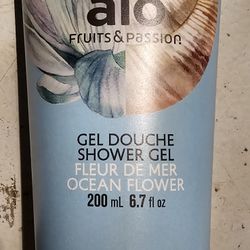 alo
FRUITS & PASSION
GEL DOUCHE
SHOWER GEL
FLEUR DE MER
OCEAN FLOWER
200 mL 6.7 fl oz